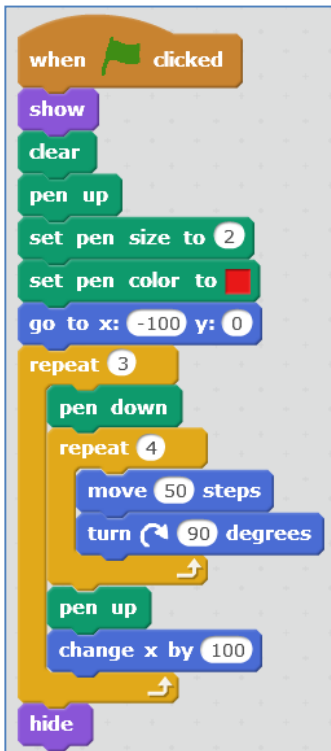 when clicked
show
clear
pen up
set pen size to 2
set pen color to
go to x: -100 y: 0
repeat 3
pen down
repeat 4
move 50 steps
turn 90 degrees
pen up
change x by 100
hide